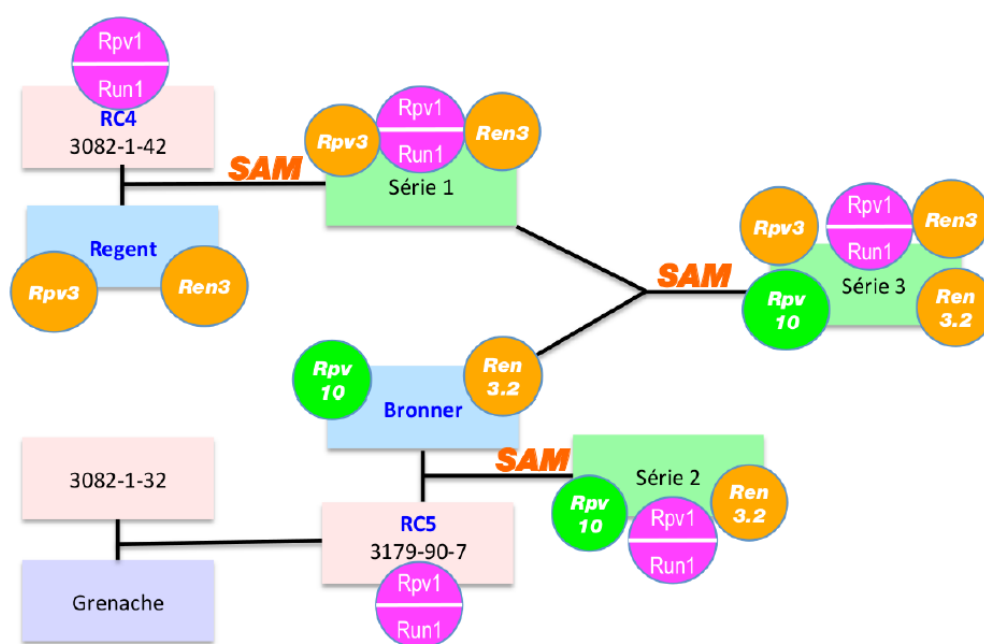 Rpv1
Run1
RC4
3082-1-42
SAM
Rpv3
Rpv1
Run1
Ren3
Série 1
Regent
Rpv3
Ren3
SAM
Rpv3
Rpv1
Run1
Ren3
Rpv
10
Série 3
Ren
3.2
Rpv
10
Ren
3.2
Bronner
SAM
Série 2
Rpv
10
Rpv1
Run1
Ren
3.2
3082-1-32
RC5
3179-90-7
Rpv1
Run1
Grenache